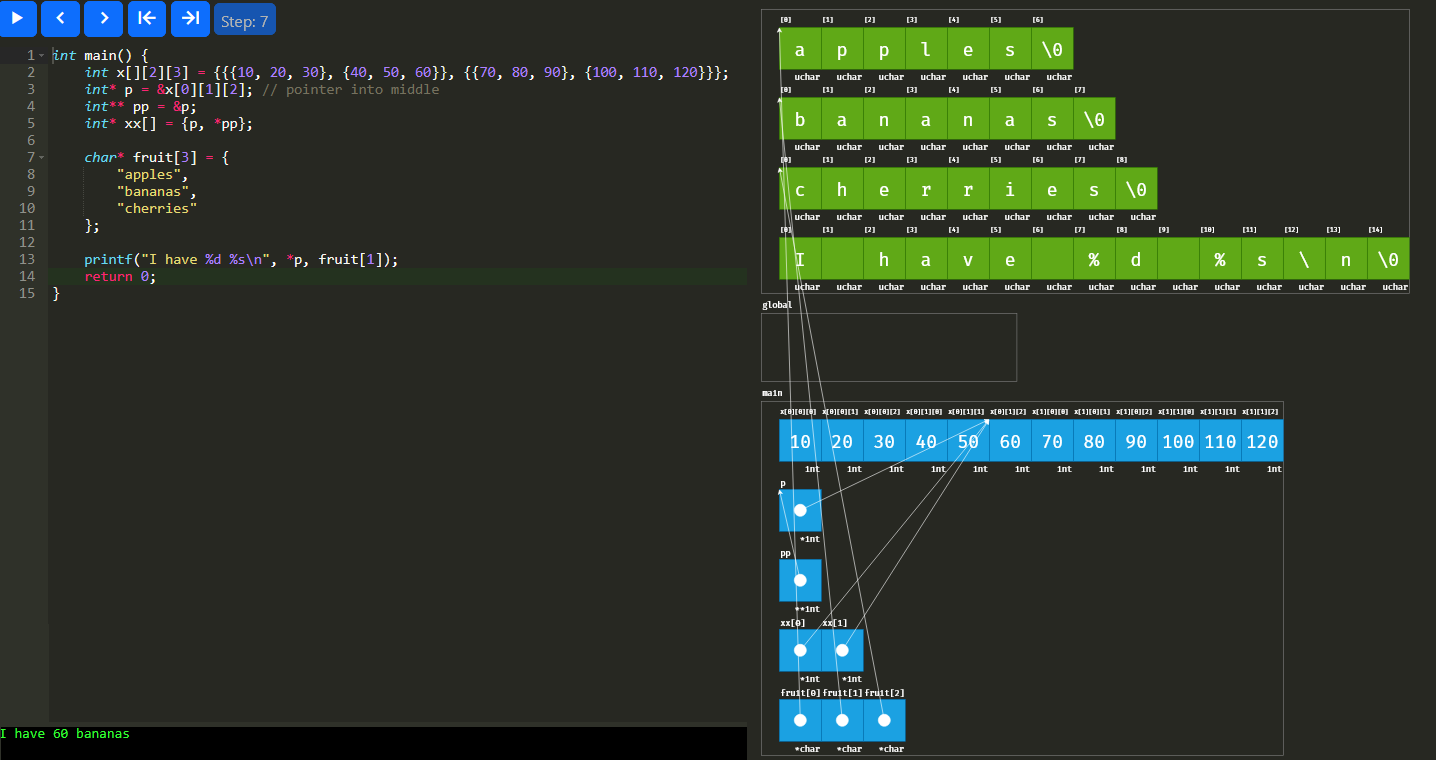 Step: 7
1 int main() {
2 int x[][2][3] = {{{10, 20, 30}, {40, 50, 60}}, {{70, 80, 90}, {100, 110, 120}}};
3 int* p = &x[0][1][2]; // pointer into middle
4 int** pp = &p;
5 int* xx[] = {p, *pp};
6
7 char* fruit[3] = {
8 "apples",
9 "bananas",
10 "cherries"
11 };
12
13 printf("I have %d %s\n", *p, fruit[1]);
14 return 0;
15 }
I have 60 bananas
[0] [1] [2] [3] [4] [5] [6]
a p p l e s \0
uchar uchar uchar uchar uchar uchar uchar
[0] [1] [2] [3] [4] [5] [6] [7]
b a n a n a s \0
uchar uchar uchar uchar uchar uchar uchar uchar
[0] [1] [2] [3] [4] [5] [6] [7] [8]
c h e r r i e s \0
uchar uchar uchar uchar uchar uchar uchar uchar uchar
[0] [1] [2] [3] [4] [5] [6] [7] [8] [9] [10] [11] [12] [13] [14]
I h a v e % d % s \ n \0
uchar uchar uchar uchar uchar uchar uchar uchar uchar uchar uchar uchar uchar uchar uchar
global
main
x[0][0][0] x[0][0][1] x[0][0][2] x[0][1][0] x[0][1][1] x[0][1][2] x[1][0][0] x[1][0][1] x[1][0][2] x[1][1][0] x[1][1][1] x[1][1][2]
10 20 30 40 50 60 70 80 90 100 110 120
int int int int int int int int int int int int
p
*int
pp
**int
xx[0] xx[1]
*int *int
fruit[0] fruit[1] fruit[2]
*char *char *char